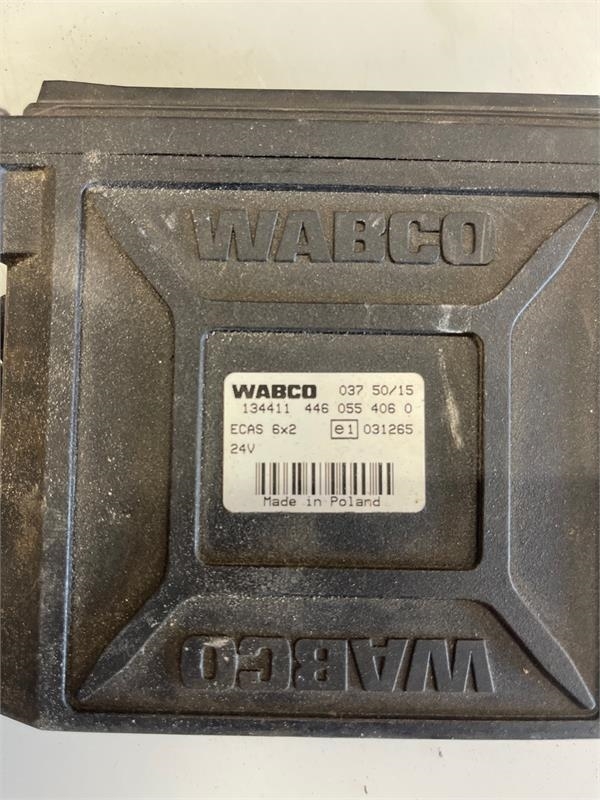 WABCO
WABCO 037 50/15
134411 446 055 406 0
ECAS 6x2 e1 031265
24V
Made in Poland
WABCO